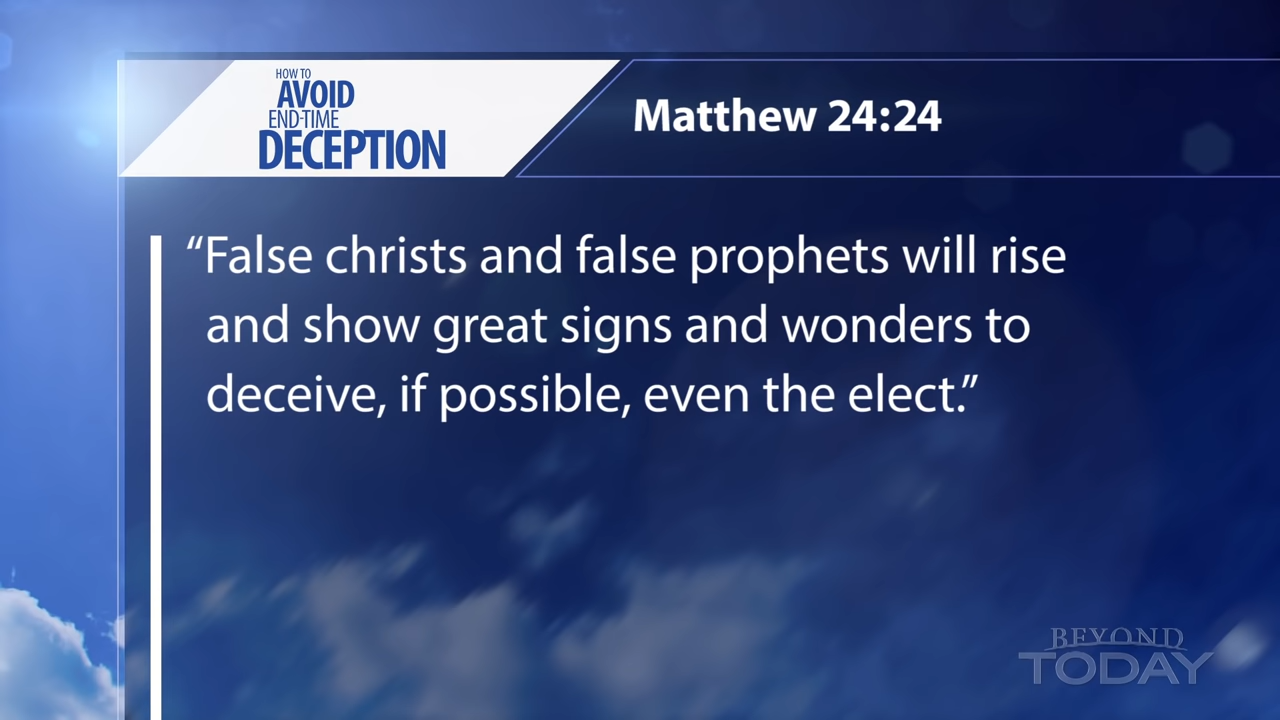 HOW TO
AVOID
END-TIME
DECEPTION
Matthew 24:24
“False christs and false prophets will rise
and show great signs and wonders to
deceive, if possible, even the elect.”
BEYOND
TODAY